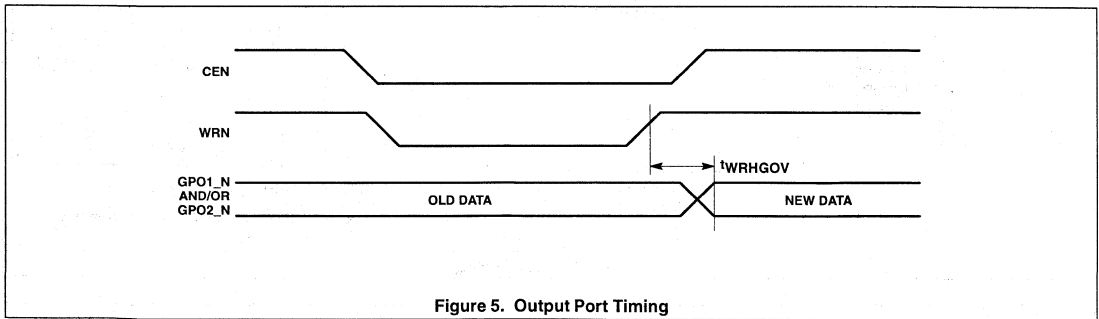 CEN
WRN
tWRHGOV
GPO1_N
AND/OR
GPO2_N
OLD DATA
NEW DATA
Figure 5. Output Port Timing